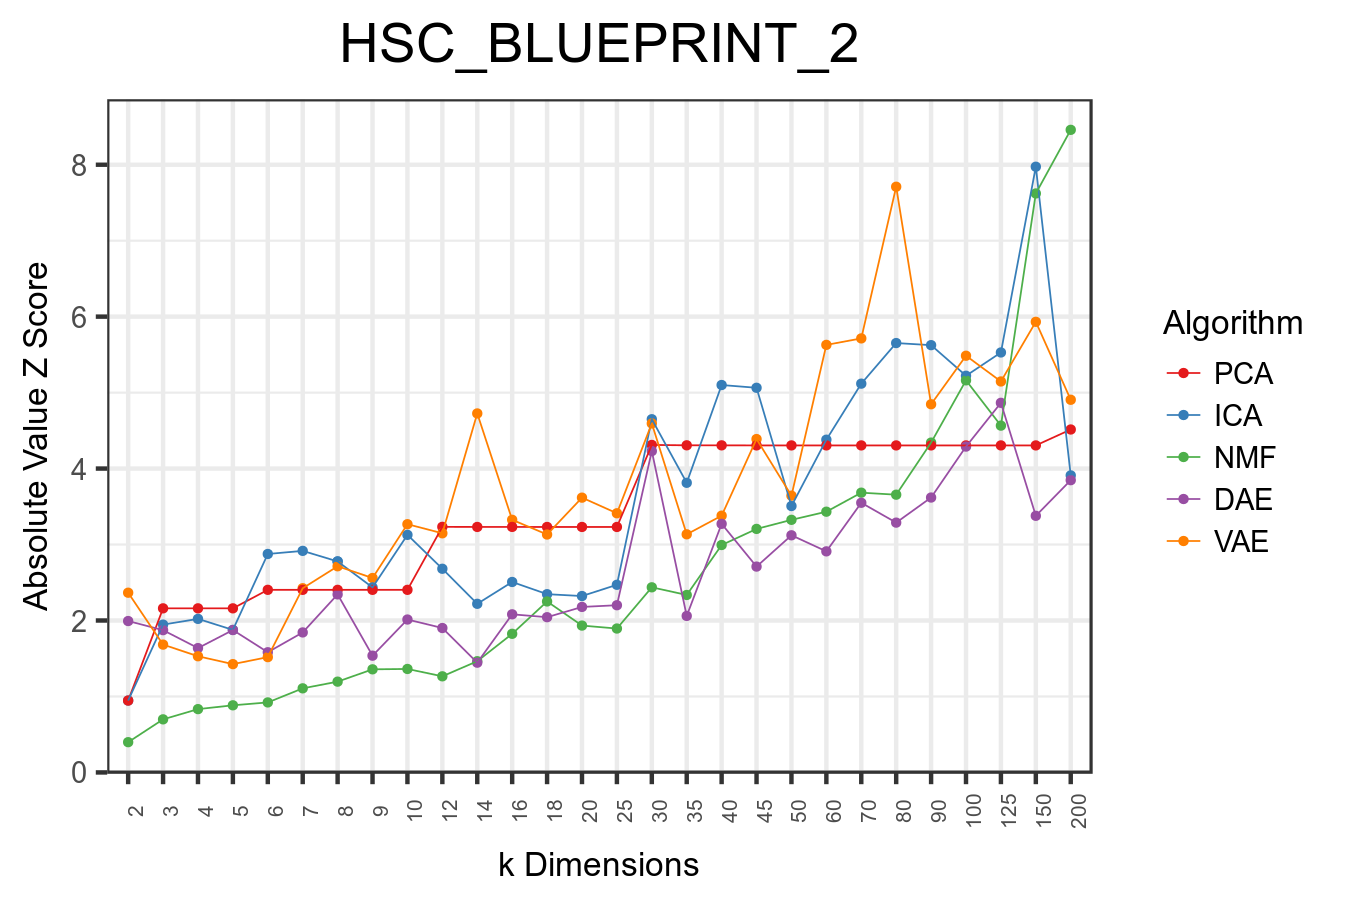 HSC_BLUEPRINT_2
Absolute Value Z Score
8
6
4
2
0
2 3 4 5 6 7 8 9 10 12 14 16 18 20 25 30 35 40 45 50 60 70 80 90 100 125 150 200
k Dimensions
Algorithm
PCA
ICA
NMF
DAE
VAE